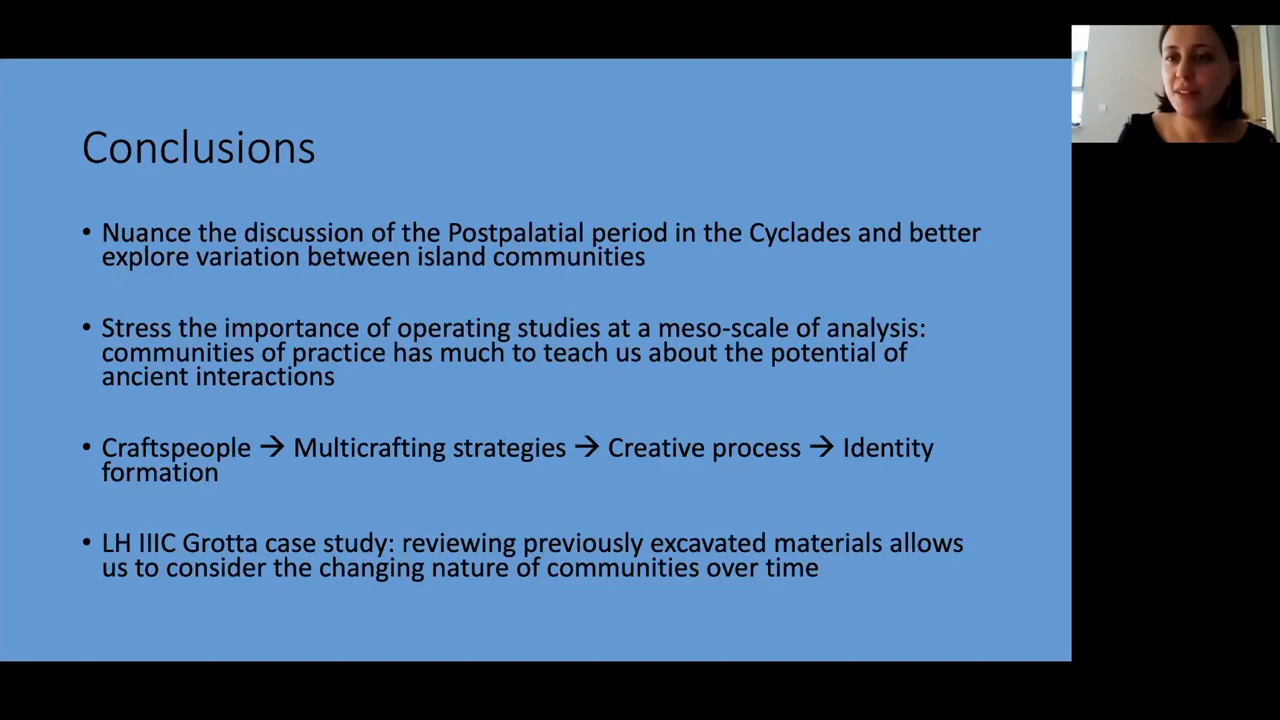 Conclusions
• Nuance the discussion of the Postpalatial period in the Cyclades and better
explore variation between island communities
• Stress the importance of operating studies at a meso-scale of analysis:
communities of practice has much to teach us about the potential of
ancient interactions
• Craftspeople → Multicrafting strategies → Creative process → Identity
formation
• LH IIIC Grotta case study: reviewing previously excavated materials allows
us to consider the changing nature of communities over time